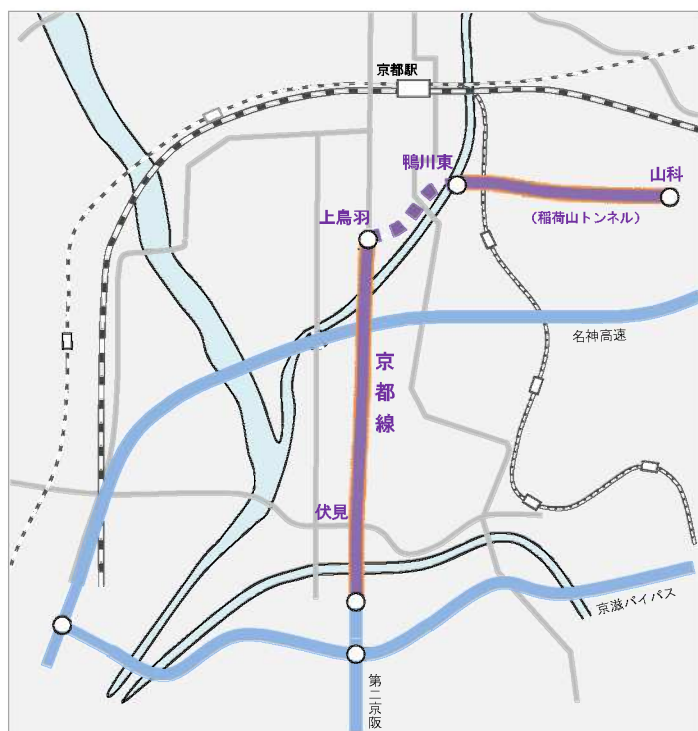 京都駅
鴨川東
山科
上鳥羽
（稲荷山トンネル）
名神高速
京都線
伏見
京滋バイパス
第二京阪